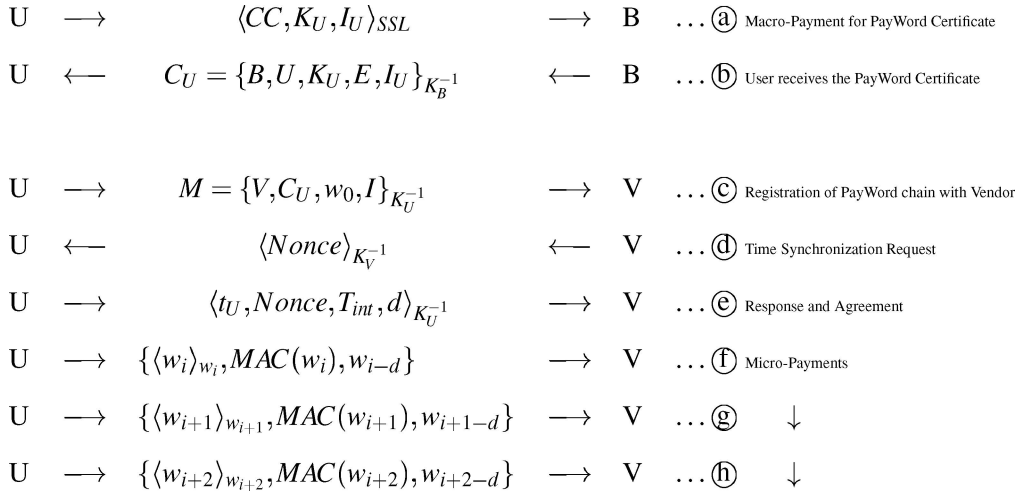 U ⟶ ⟨CC, K_U, I_U⟩_SSL ⟶ B ... ⓐ Macro-Payment for PayWord Certificate
U ⟵ C_U = {B, U, K_U, E, I_U}_{K_B^{-1}} ⟵ B ... ⓑ User receives the PayWord Certificate
U ⟶ M = {V, C_U, w_0, I}_{K_U^{-1}} ⟶ V ... ⓒ Registration of PayWord chain with Vendor
U ⟵ ⟨Nonce⟩_{K_V^{-1}} ⟵ V ... ⓓ Time Synchronization Request
U ⟶ ⟨t_U, Nonce, T_int, d⟩_{K_U^{-1}} ⟶ V ... ⓔ Response and Agreement
U ⟶ {⟨w_i⟩_{w_i}, MAC(w_i), w_{i-d}} ⟶ V ... ⓕ Micro-Payments
U ⟶ {⟨w_{i+1}⟩_{w_{i+1}}, MAC(w_{i+1}), w_{i+1-d}} ⟶ V ... ⓖ ↓
U ⟶ {⟨w_{i+2}⟩_{w_{i+2}}, MAC(w_{i+2}), w_{i+2-d}} ⟶ V ... ⓗ ↓